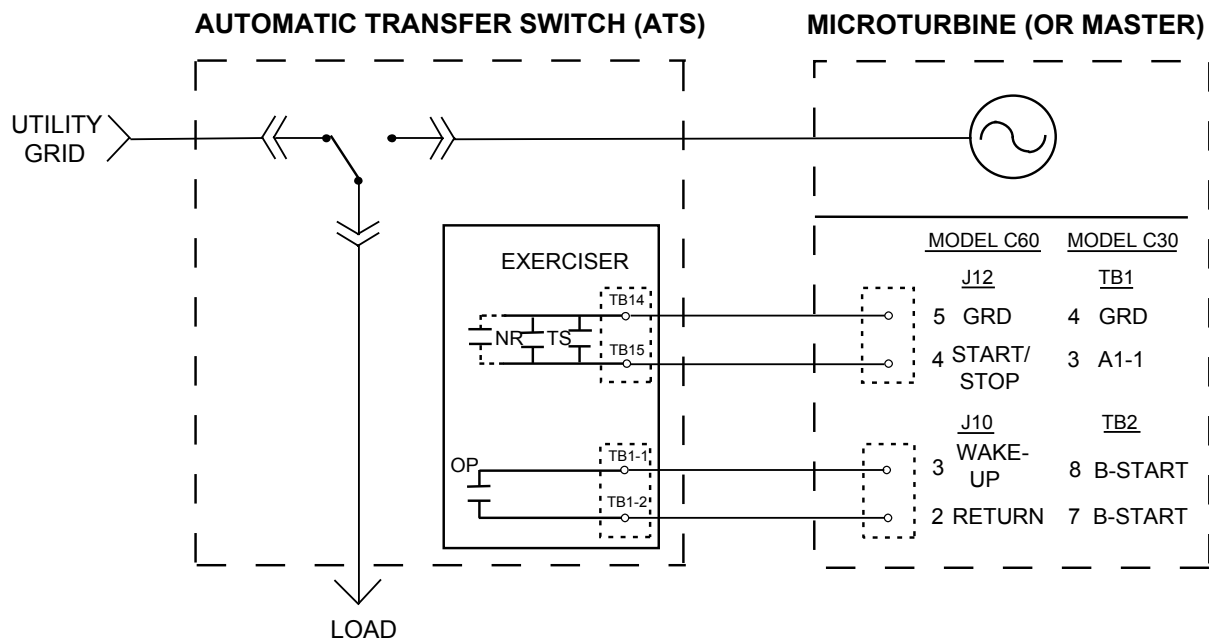 AUTOMATIC TRANSFER SWITCH (ATS)
MICROTURBINE (OR MASTER)
UTILITY
GRID
MODEL C60 MODEL C30
EXERCISER
J12 TB1
TB14
5 GRD 4 GRD
NR TS
TB15
4 START/
STOP
3 A1-1
J10 TB2
OP
TB1-1
3 WAKE-
UP
8 B-START
TB1-2
2 RETURN 7 B-START
LOAD